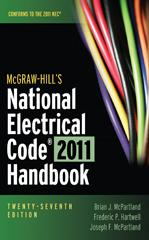 CONFORMS TO THE 2011 NEC®
McGRAW-HILL'S
National
Electrical
Code® 2011
Handbook
TWENTY-SEVENTH
EDITION
Brian J. McPartland
Frederic P. Hartwell
Joseph F. McPartland